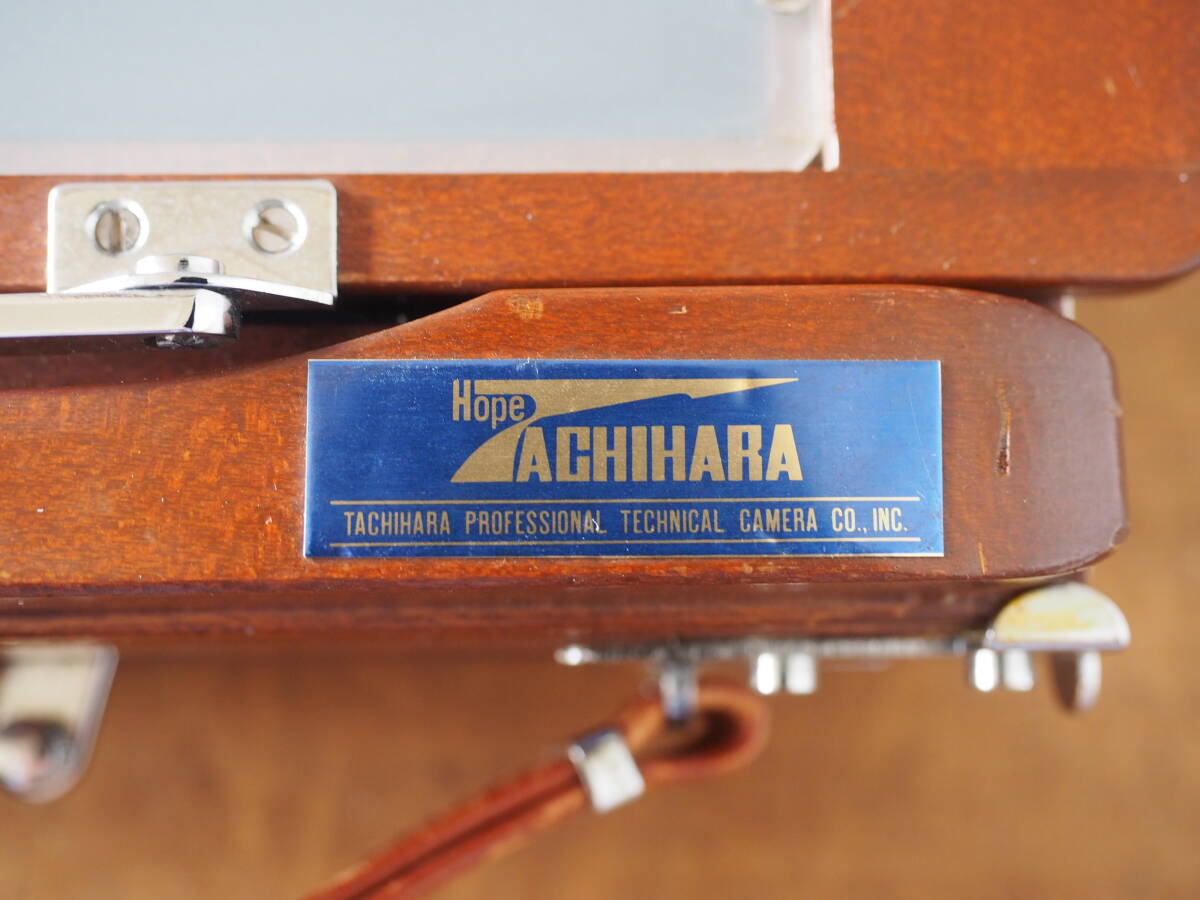 Hope
TACHIHARA
TACHIHARA PROFESSIONAL TECHNICAL CAMERA CO., INC.